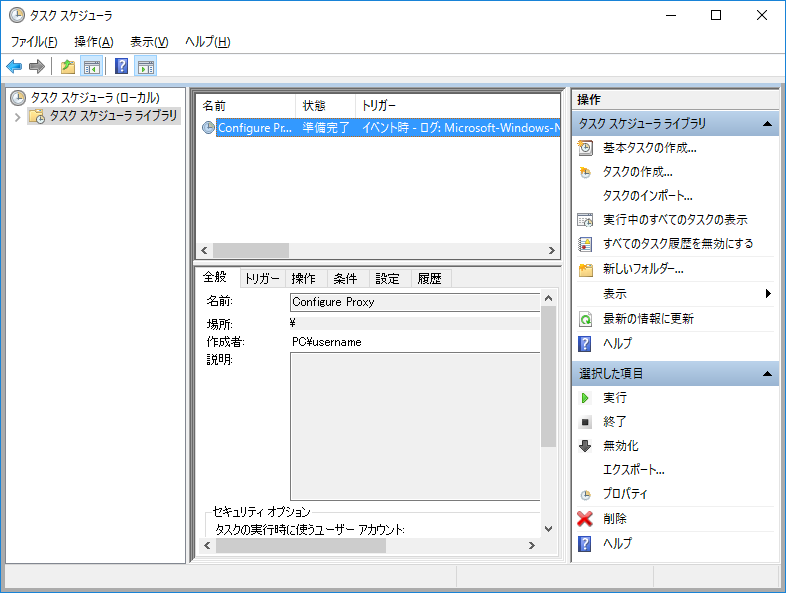 タスク スケジューラ
ファイル(F) 操作(A) 表示(V) ヘルプ(H)
タスク スケジューラ (ローカル)
タスク スケジューラ ライブラリ
名前 状態 トリガー
Configure Pr... 準備完了 イベント時 - ログ: Microsoft-Windows-N
全般 トリガー 操作 条件 設定 履歴
名前: Configure Proxy
場所: ¥
作成者: PC¥username
説明:
セキュリティ オプション
タスクの実行時に使うユーザー アカウント:
操作
タスク スケジューラ ライブラリ
基本タスクの作成...
タスクの作成...
タスクのインポート...
実行中のすべてのタスクの表示
すべてのタスク履歴を無効にする
新しいフォルダー...
表示
最新の情報に更新
ヘルプ
選択した項目
実行
終了
無効化
エクスポート...
プロパティ
削除
ヘルプ